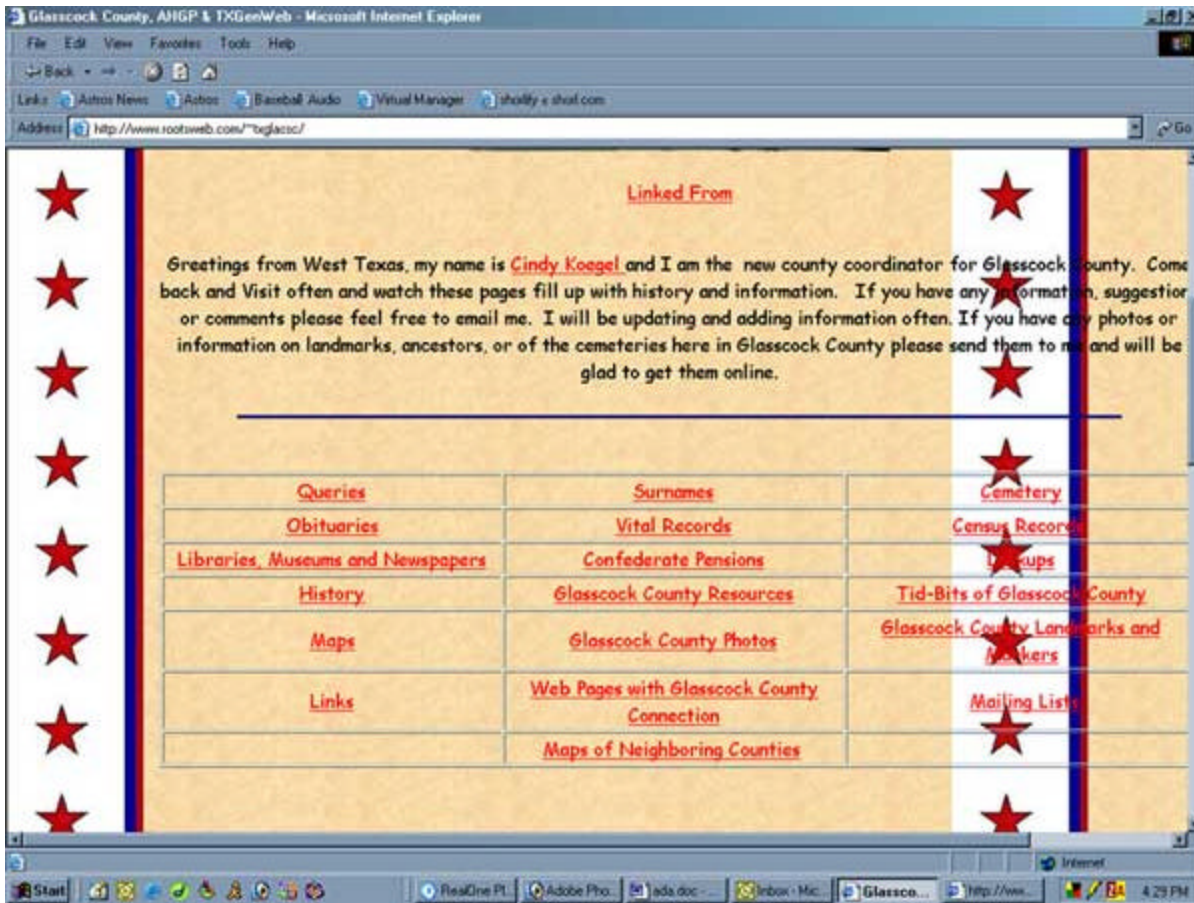 Glasscock County, AHGP & TXGenWeb - Microsoft Internet Explorer
File Edit View Favorites Tools Help
Back
Links Astros News Astros Baseball Audio Virtual Manager shortify a shorl com
Address http://www.rootsweb.com/~txglassc/ Go
Linked From
Greetings from West Texas, my name is Cindy Koegel and I am the new county coordinator for Glasscock County. Come
back and Visit often and watch these pages fill up with history and information. If you have any information, suggestion
or comments please feel free to email me. I will be updating and adding information often. If you have any photos or
information on landmarks, ancestors, or of the cemeteries here in Glasscock County please send them to me and will be
glad to get them online.
Queries Surnames Cemetery
Obituaries Vital Records Census Records
Libraries, Museums and Newspapers Confederate Pensions Lookups
History Glasscock County Resources Tid-Bits of Glasscock County
Maps Glasscock County Photos Glasscock County Landmarks and
Markers
Links Web Pages with Glasscock County
Connection Mailing Lists
Maps of Neighboring Counties
Internet
Start RealOne Pl... Adobe Pho... ada.doc - ... Inbox - Mic... Glassco... http://ww... 4:29 PM